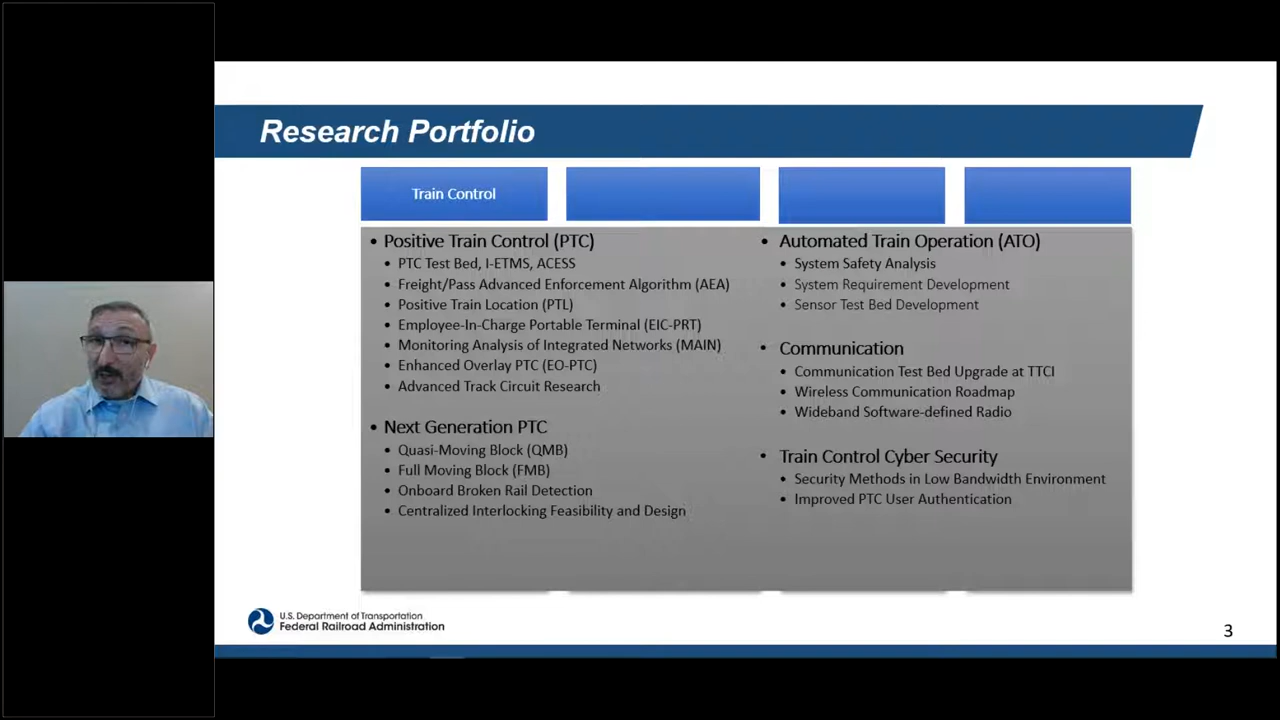 Research Portfolio
Train Control
• Positive Train Control (PTC)
• PTC Test Bed, I-ETMS, ACESS
• Freight/Pass Advanced Enforcement Algorithm (AEA)
• Positive Train Location (PTL)
• Employee-In-Charge Portable Terminal (EIC-PRT)
• Monitoring Analysis of Integrated Networks (MAIN)
• Enhanced Overlay PTC (EO-PTC)
• Advanced Track Circuit Research
• Next Generation PTC
• Quasi-Moving Block (QMB)
• Full Moving Block (FMB)
• Onboard Broken Rail Detection
• Centralized Interlocking Feasibility and Design
• Automated Train Operation (ATO)
• System Safety Analysis
• System Requirement Development
• Sensor Test Bed Development
• Communication
• Communication Test Bed Upgrade at TTCI
• Wireless Communication Roadmap
• Wideband Software-defined Radio
• Train Control Cyber Security
• Security Methods in Low Bandwidth Environment
• Improved PTC User Authentication
U.S. Department of Transportation
Federal Railroad Administration
3